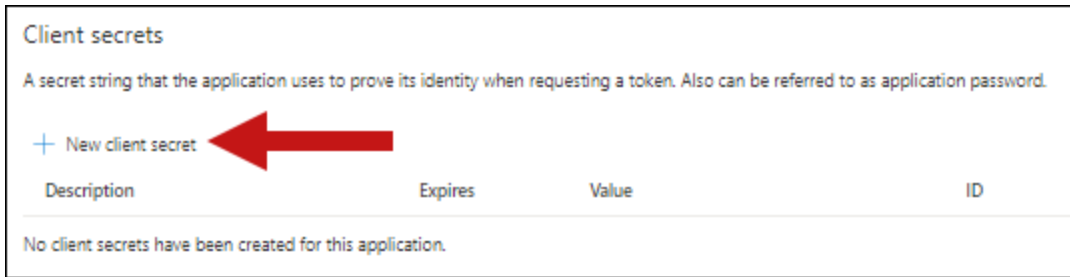 Client secrets
A secret string that the application uses to prove its identity when requesting a token. Also can be referred to as application password.
+ New client secret
Description Expires Value ID
No client secrets have been created for this application.